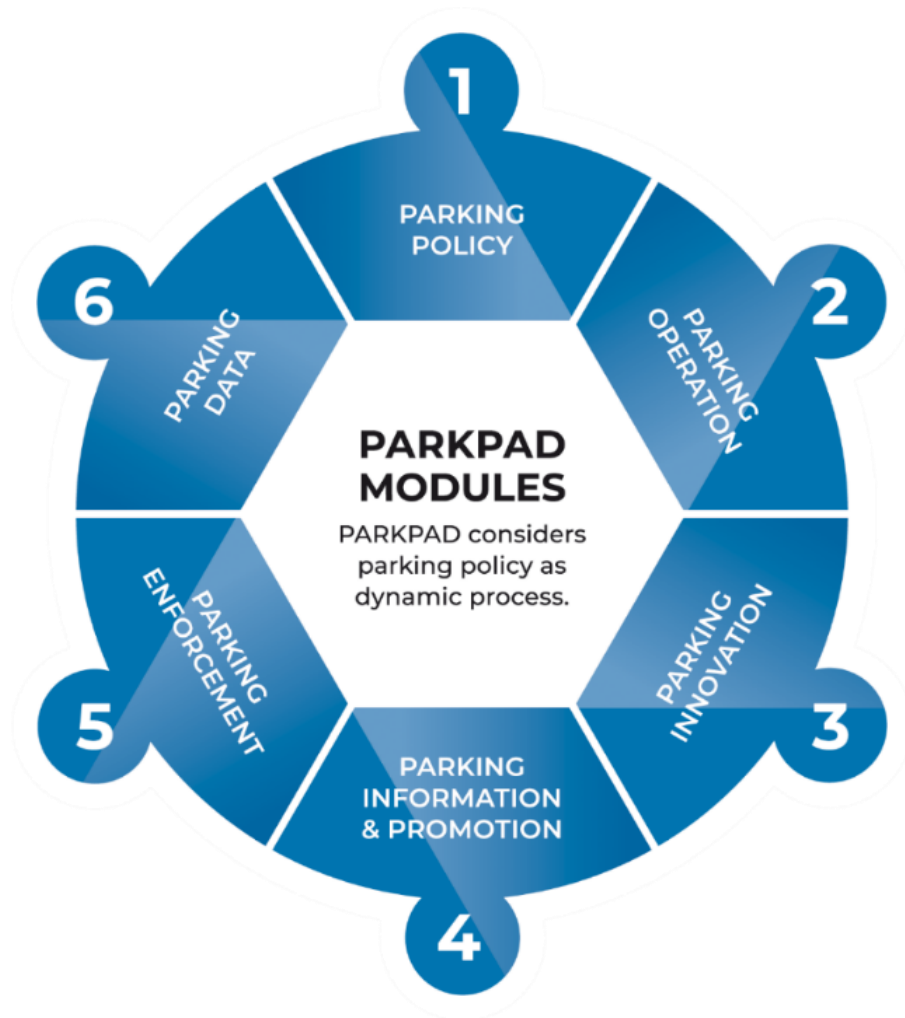 1
PARKING
POLICY
2
PARKING
OPERATION
3
PARKING
INNOVATION
4
PARKING
INFORMATION
& PROMOTION
5
PARKING
ENFORCEMENT
6
PARKING
DATA
PARKPAD
MODULES
PARKPAD considers
parking policy as
dynamic process.